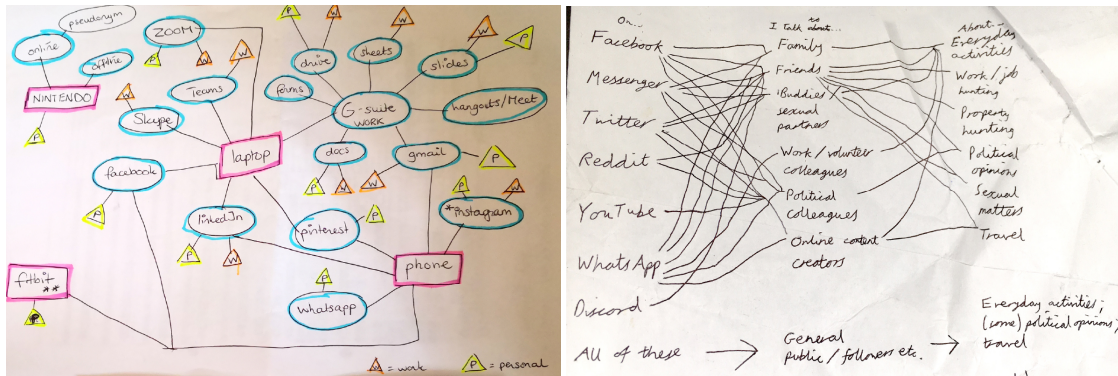 pseudonym
online
offline
NINTENDO
P
ZOOM
P
W
W
Teams
W
Skype
facebook
P
laptop
P
W
drive
forms
sheets
W
slides
W
P
G-suite
WORK
hangouts/Meet
docs
P
W
gmail
W
P
linkedIn
P
W
pinterest
P
P
W
*instagram
phone
P
whatsapp
fitbit
**
P
W = work
P = personal
On...
Facebook
Messenger
Twitter
Reddit
YouTube
WhatsApp
Discord
All of these
I talk to
about...
Family
Friends
Buddies/
sexual
partners
Work/volunteer
colleagues
Political
colleagues
Online content
creators
General
public/followers etc.
About...
Everyday
activities
Work/job
hunting
Property
hunting
Political
opinions
Sexual
matters
Travel
Everyday activities;
(some) political opinions;
travel